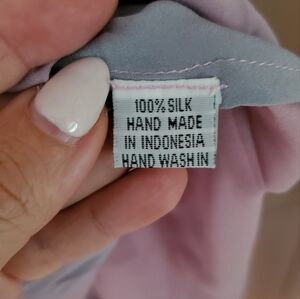 100% SILK
HAND MADE
IN INDONESIA
HAND WASH IN